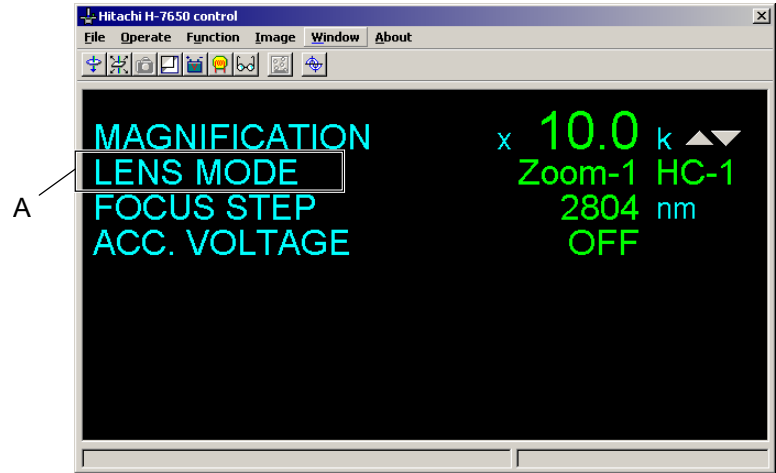 Hitachi H-7650 control
File Operate Function Image Window About
MAGNIFICATION x 10.0 k
LENS MODE Zoom-1 HC-1
A
FOCUS STEP 2804 nm
ACC. VOLTAGE OFF